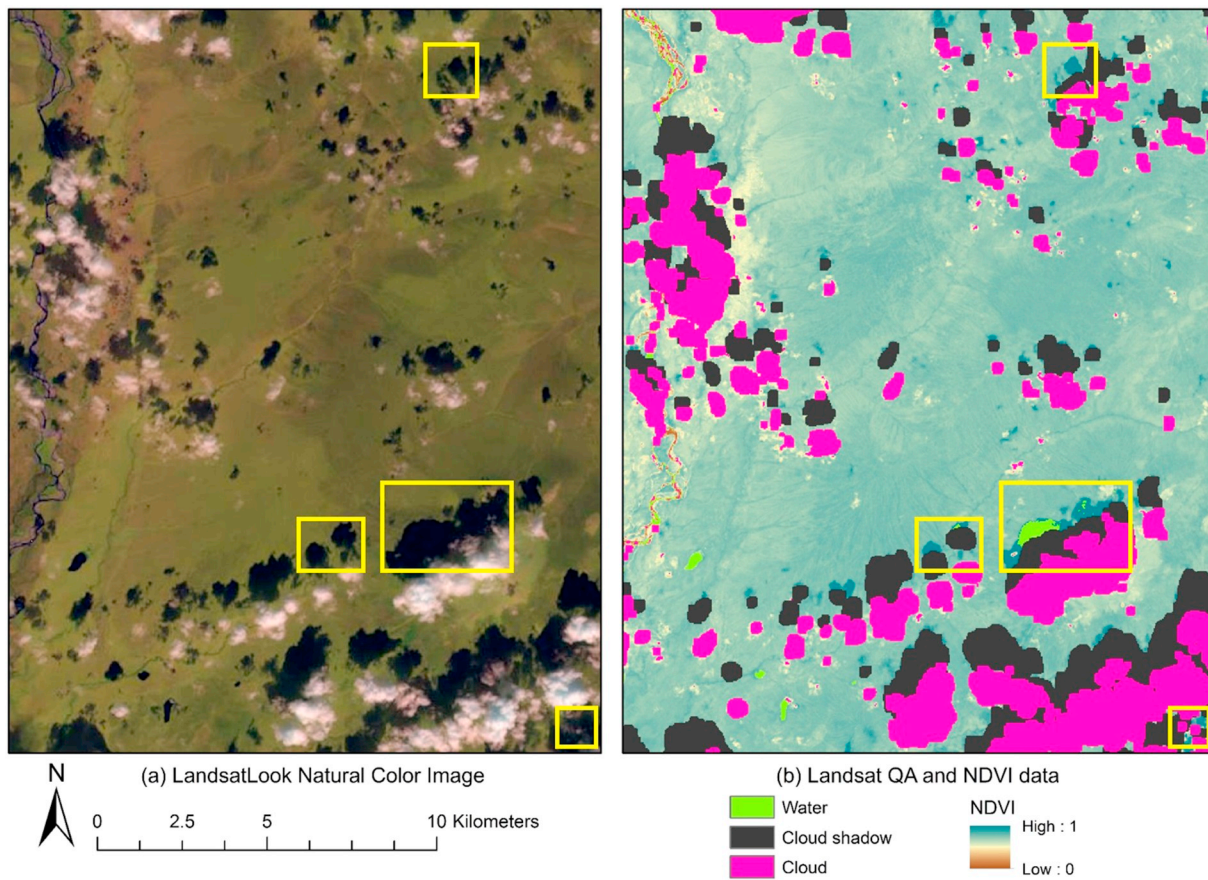 (a) LandsatLook Natural Color Image
(b) Landsat QA and NDVI data
N
0 2.5 5 10 Kilometers
Water
Cloud shadow
Cloud
NDVI
High : 1
Low : 0